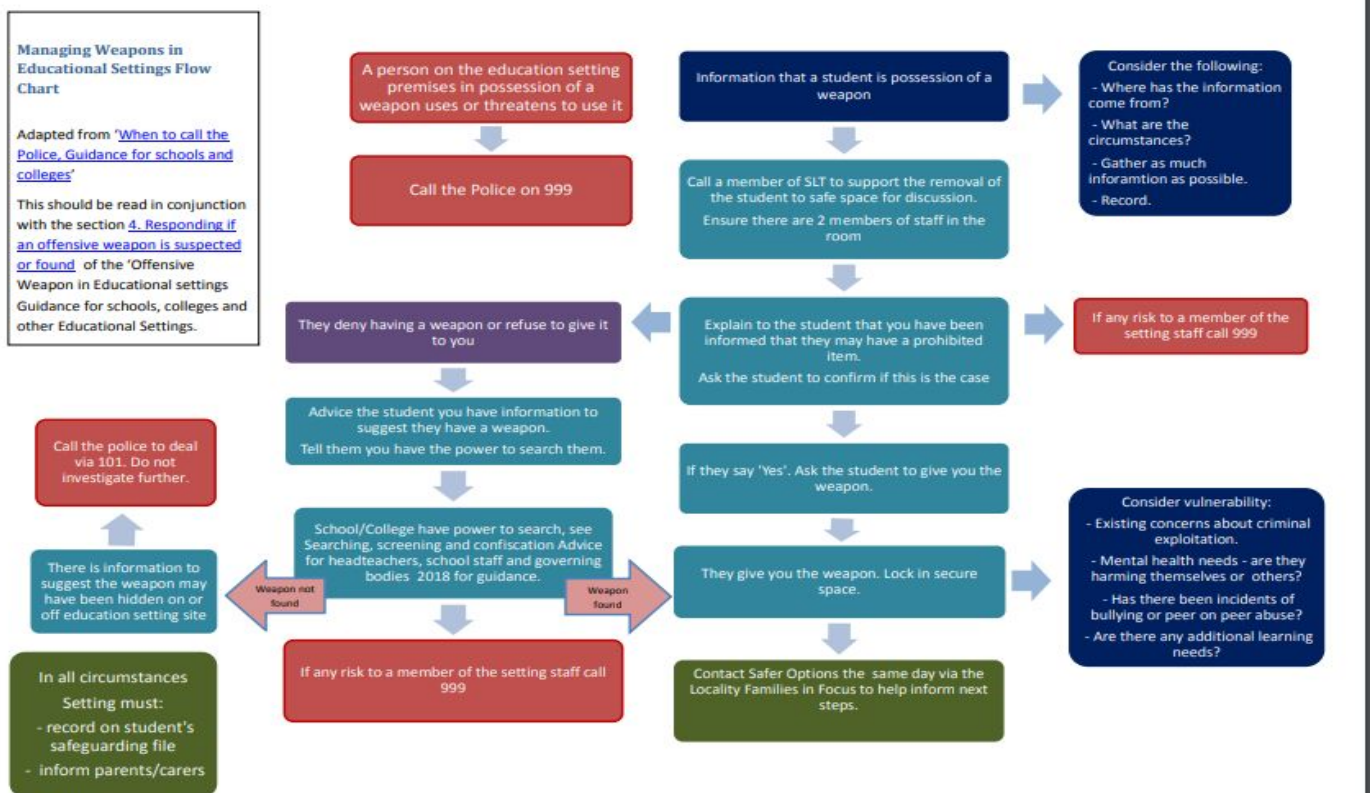 Managing Weapons in
Educational Settings Flow
Chart
Adapted from ‘When to call the
Police, Guidance for schools and
colleges’
This should be read in conjunction
with the section 4. Responding if
an offensive weapon is suspected
or found of the ‘Offensive
Weapon in Educational settings
Guidance for schools, colleges and
other Educational Settings.
A person on the education setting
premises in possession of a
weapon uses or threatens to use it
Call the Police on 999
Information that a student is possession of a
weapon
Consider the following:
- Where has the information
come from?
- What are the
circumstances?
- Gather as much
inforamtion as possible.
- Record.
Call a member of SLT to support the removal of
the student to safe space for discussion.
Ensure there are 2 members of staff in the
room
They deny having a weapon or refuse to give it
to you
Explain to the student that you have been
informed that they may have a prohibited
item.
Ask the student to confirm if this is the case
If any risk to a member of the
setting staff call 999
Advice the student you have information to
suggest they have a weapon.
Tell them you have the power to search them.
Call the police to deal
via 101. Do not
investigate further.
If they say 'Yes'. Ask the student to give you the
weapon.
School/College have power to search, see
Searching, screening and confiscation Advice
for headteachers, school staff and governing
bodies 2018 for guidance.
There is information to
suggest the weapon may
have been hidden on or
off education setting site
Weapon not
found
Weapon
found
They give you the weapon. Lock in secure
space.
Consider vulnerability:
- Existing concerns about criminal
exploitation.
- Mental health needs - are they
harming themselves or others?
- Has there been incidents of
bullying or peer on peer abuse?
- Are there any additional learning
needs?
If any risk to a member of the setting staff call
999
Contact Safer Options the same day via the
Locality Families in Focus to help inform next
steps.
In all circumstances
Setting must:
- record on student's
safeguarding file
- inform parents/carers